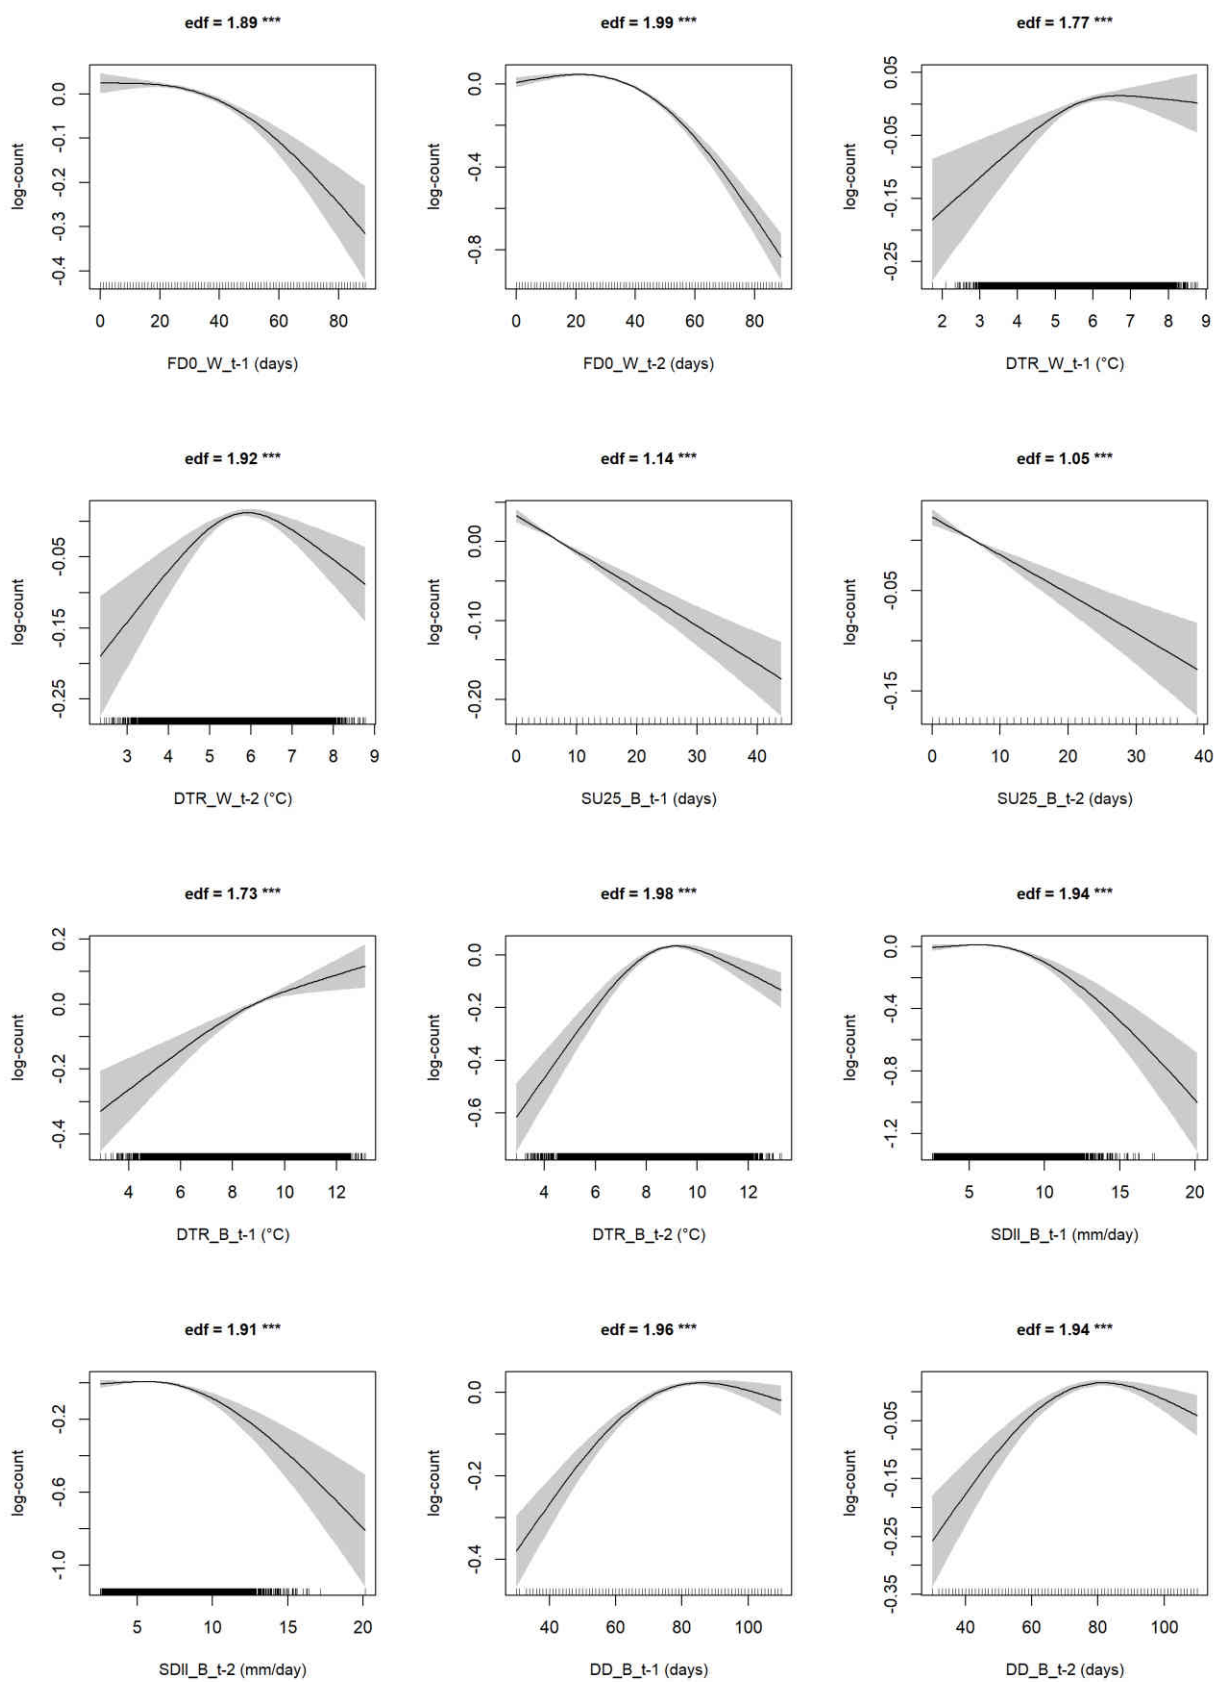 edf = 1.89 ***
log-count
0.0
-0.1
-0.2
-0.3
-0.4
0 20 40 60 80
FD0_W_t-1 (days)
edf = 1.99 ***
log-count
0.0
-0.4
-0.8
0 20 40 60 80
FD0_W_t-2 (days)
edf = 1.77 ***
log-count
0.05
-0.05
-0.15
-0.25
2 3 4 5 6 7 8 9
DTR_W_t-1 (°C)
edf = 1.92 ***
log-count
-0.05
-0.15
-0.25
3 4 5 6 7 8 9
DTR_W_t-2 (°C)
edf = 1.14 ***
log-count
0.00
-0.10
-0.20
0 10 20 30 40
SU25_B_t-1 (days)
edf = 1.05 ***
log-count
-0.05
-0.15
0 10 20 30 40
SU25_B_t-2 (days)
edf = 1.73 ***
log-count
0.2
0.0
-0.2
-0.4
4 6 8 10 12
DTR_B_t-1 (°C)
edf = 1.98 ***
log-count
0.0
-0.2
-0.6
4 6 8 10 12
DTR_B_t-2 (°C)
edf = 1.94 ***
log-count
0.0
-0.4
-0.8
-1.2
5 10 15 20
SDII_B_t-1 (mm/day)
edf = 1.91 ***
log-count
-0.2
-0.6
-1.0
5 10 15 20
SDII_B_t-2 (mm/day)
edf = 1.96 ***
log-count
0.0
-0.2
-0.4
40 60 80 100
DD_B_t-1 (days)
edf = 1.94 ***
log-count
-0.05
-0.15
-0.25
-0.35
40 60 80 100
DD_B_t-2 (days)